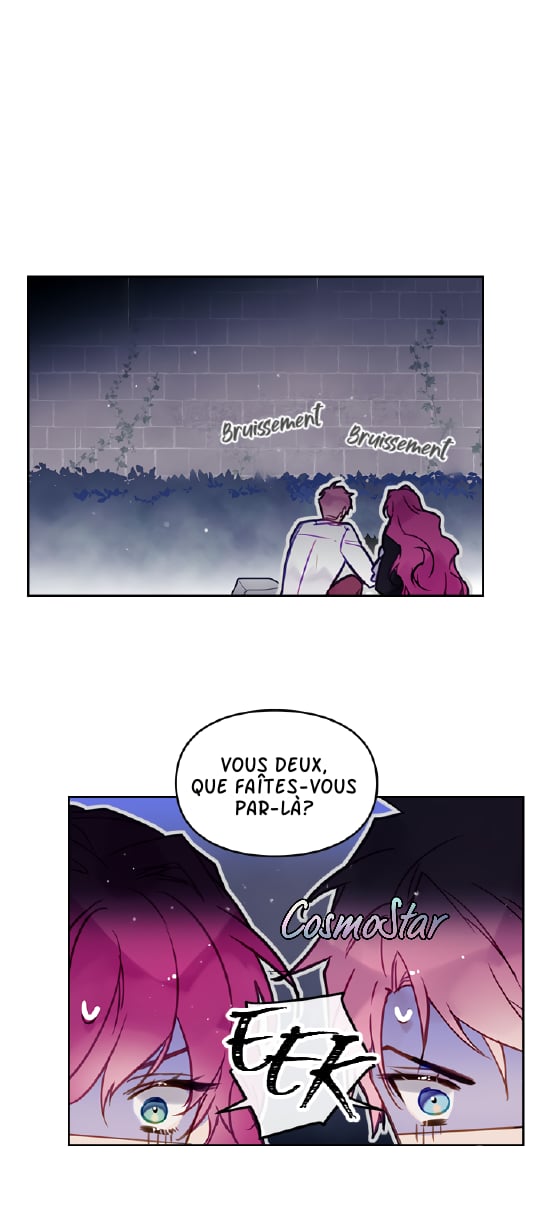 Bruissement
Bruissement
VOUS DEUX,
QUE FAÎTES-VOUS
PAR-LÀ?
CosmoStar
EEK